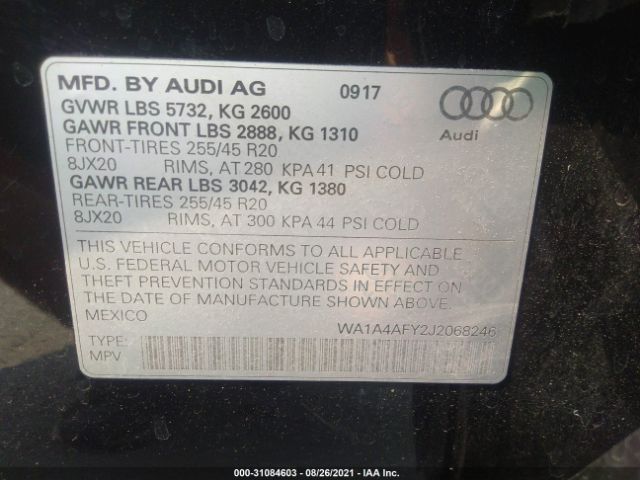 MFD. BY AUDI AG 0917
GVWR LBS 5732, KG 2600
GAWR FRONT LBS 2888, KG 1310
FRONT-TIRES 255/45 R20
8JX20 RIMS, AT 280 KPA 41 PSI COLD
GAWR REAR LBS 3042, KG 1380
REAR-TIRES 255/45 R20
8JX20 RIMS, AT 300 KPA 44 PSI COLD
Audi
THIS VEHICLE CONFORMS TO ALL APPLICABLE
U.S. FEDERAL MOTOR VEHICLE SAFETY AND
THEFT PREVENTION STANDARDS IN EFFECT ON
THE DATE OF MANUFACTURE SHOWN ABOVE.
MEXICO WA1A4AFY2J2068246
TYPE:
MPV
000-31084603 - 08/26/2021 - IAA Inc.